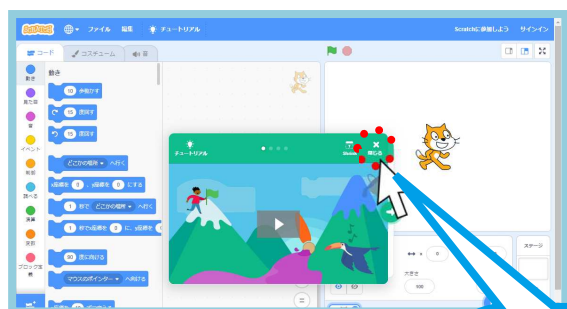 SCRATCH
ファイル 編集 チュートリアル Scratchに参加しよう サインイン
コード コスチューム 音
動き
動き
10 歩動かす
見た目
15 度回す
音
15 度回す
イベント
どこかの場所 へ行く
制御
x座標を 0 、y座標を 0 にする
調べる
1 秒で どこかの場所 へ行く
演算
1 秒でx座標を 0 に、y座標を
変数
90 度に向ける
ブロック定義
マウスのポインター へ向ける
チュートリアル 閉じる
x 0
大きさ
100
ステージ